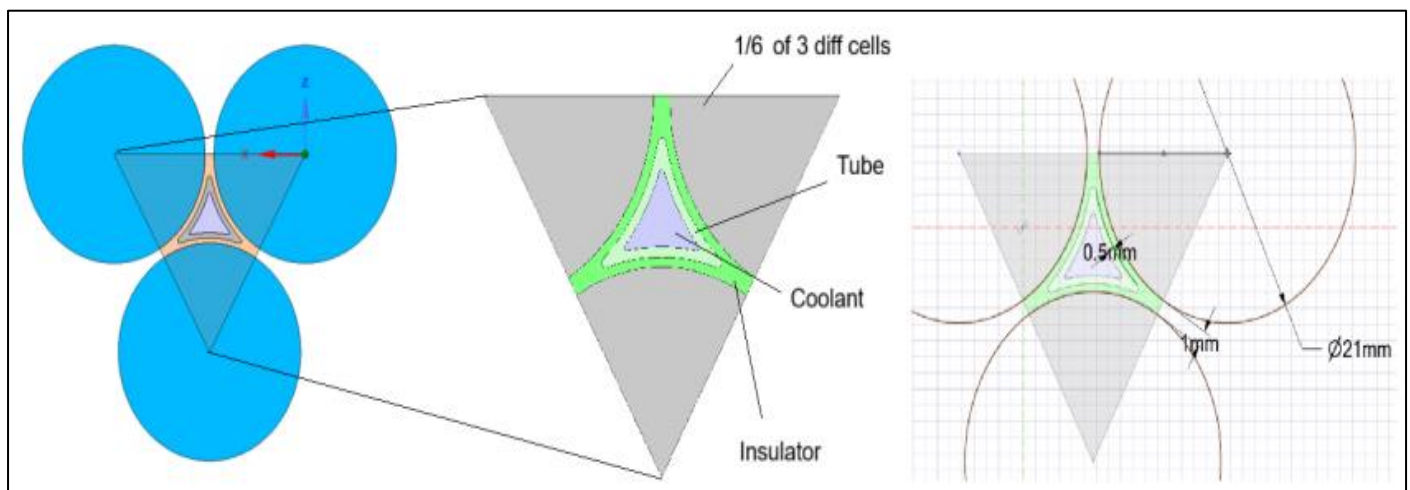 1/6 of 3 diff cells
Z
X
Tube
Coolant
Insulator
0.5mm
1mm
Ø21mm